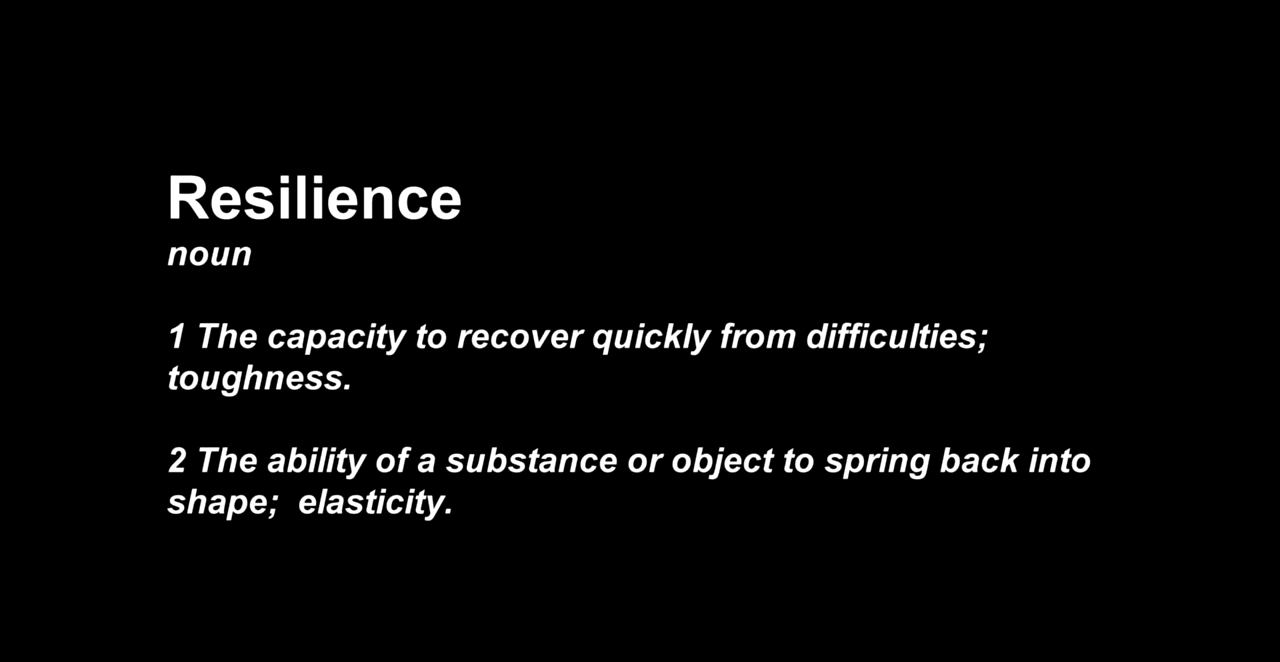 Resilience
noun
1 The capacity to recover quickly from difficulties;
toughness.
2 The ability of a substance or object to spring back into
shape;  elasticity.